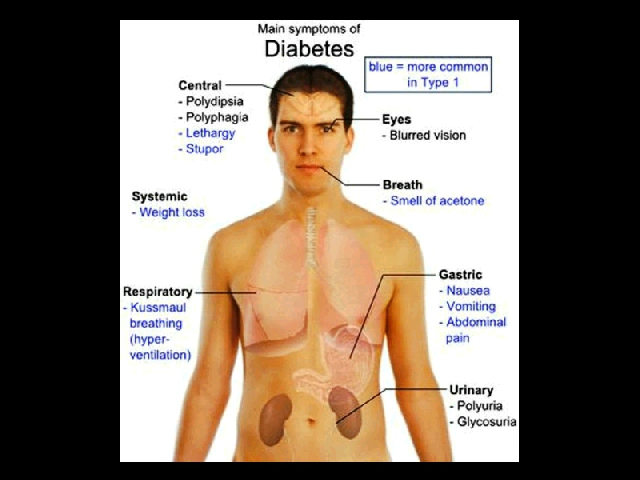 Main symptoms of
Diabetes
blue = more common
in Type 1
Central
- Polydipsia
- Polyphagia
- Lethargy
- Stupor
Eyes
- Blurred vision
Breath
- Smell of acetone
Systemic
- Weight loss
Respiratory
- Kussmaul
breathing
(hyper-
ventilation)
Gastric
- Nausea
- Vomiting
- Abdominal
pain
Urinary
- Polyuria
- Glycosuria